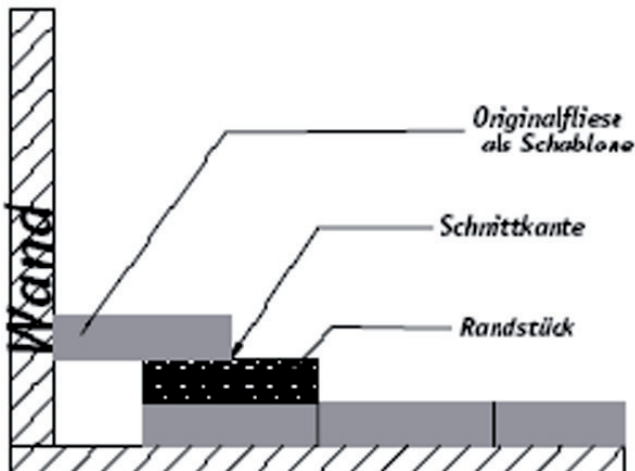 Originalfliese
als Schablone
Schnittkante
Randstück
Wand